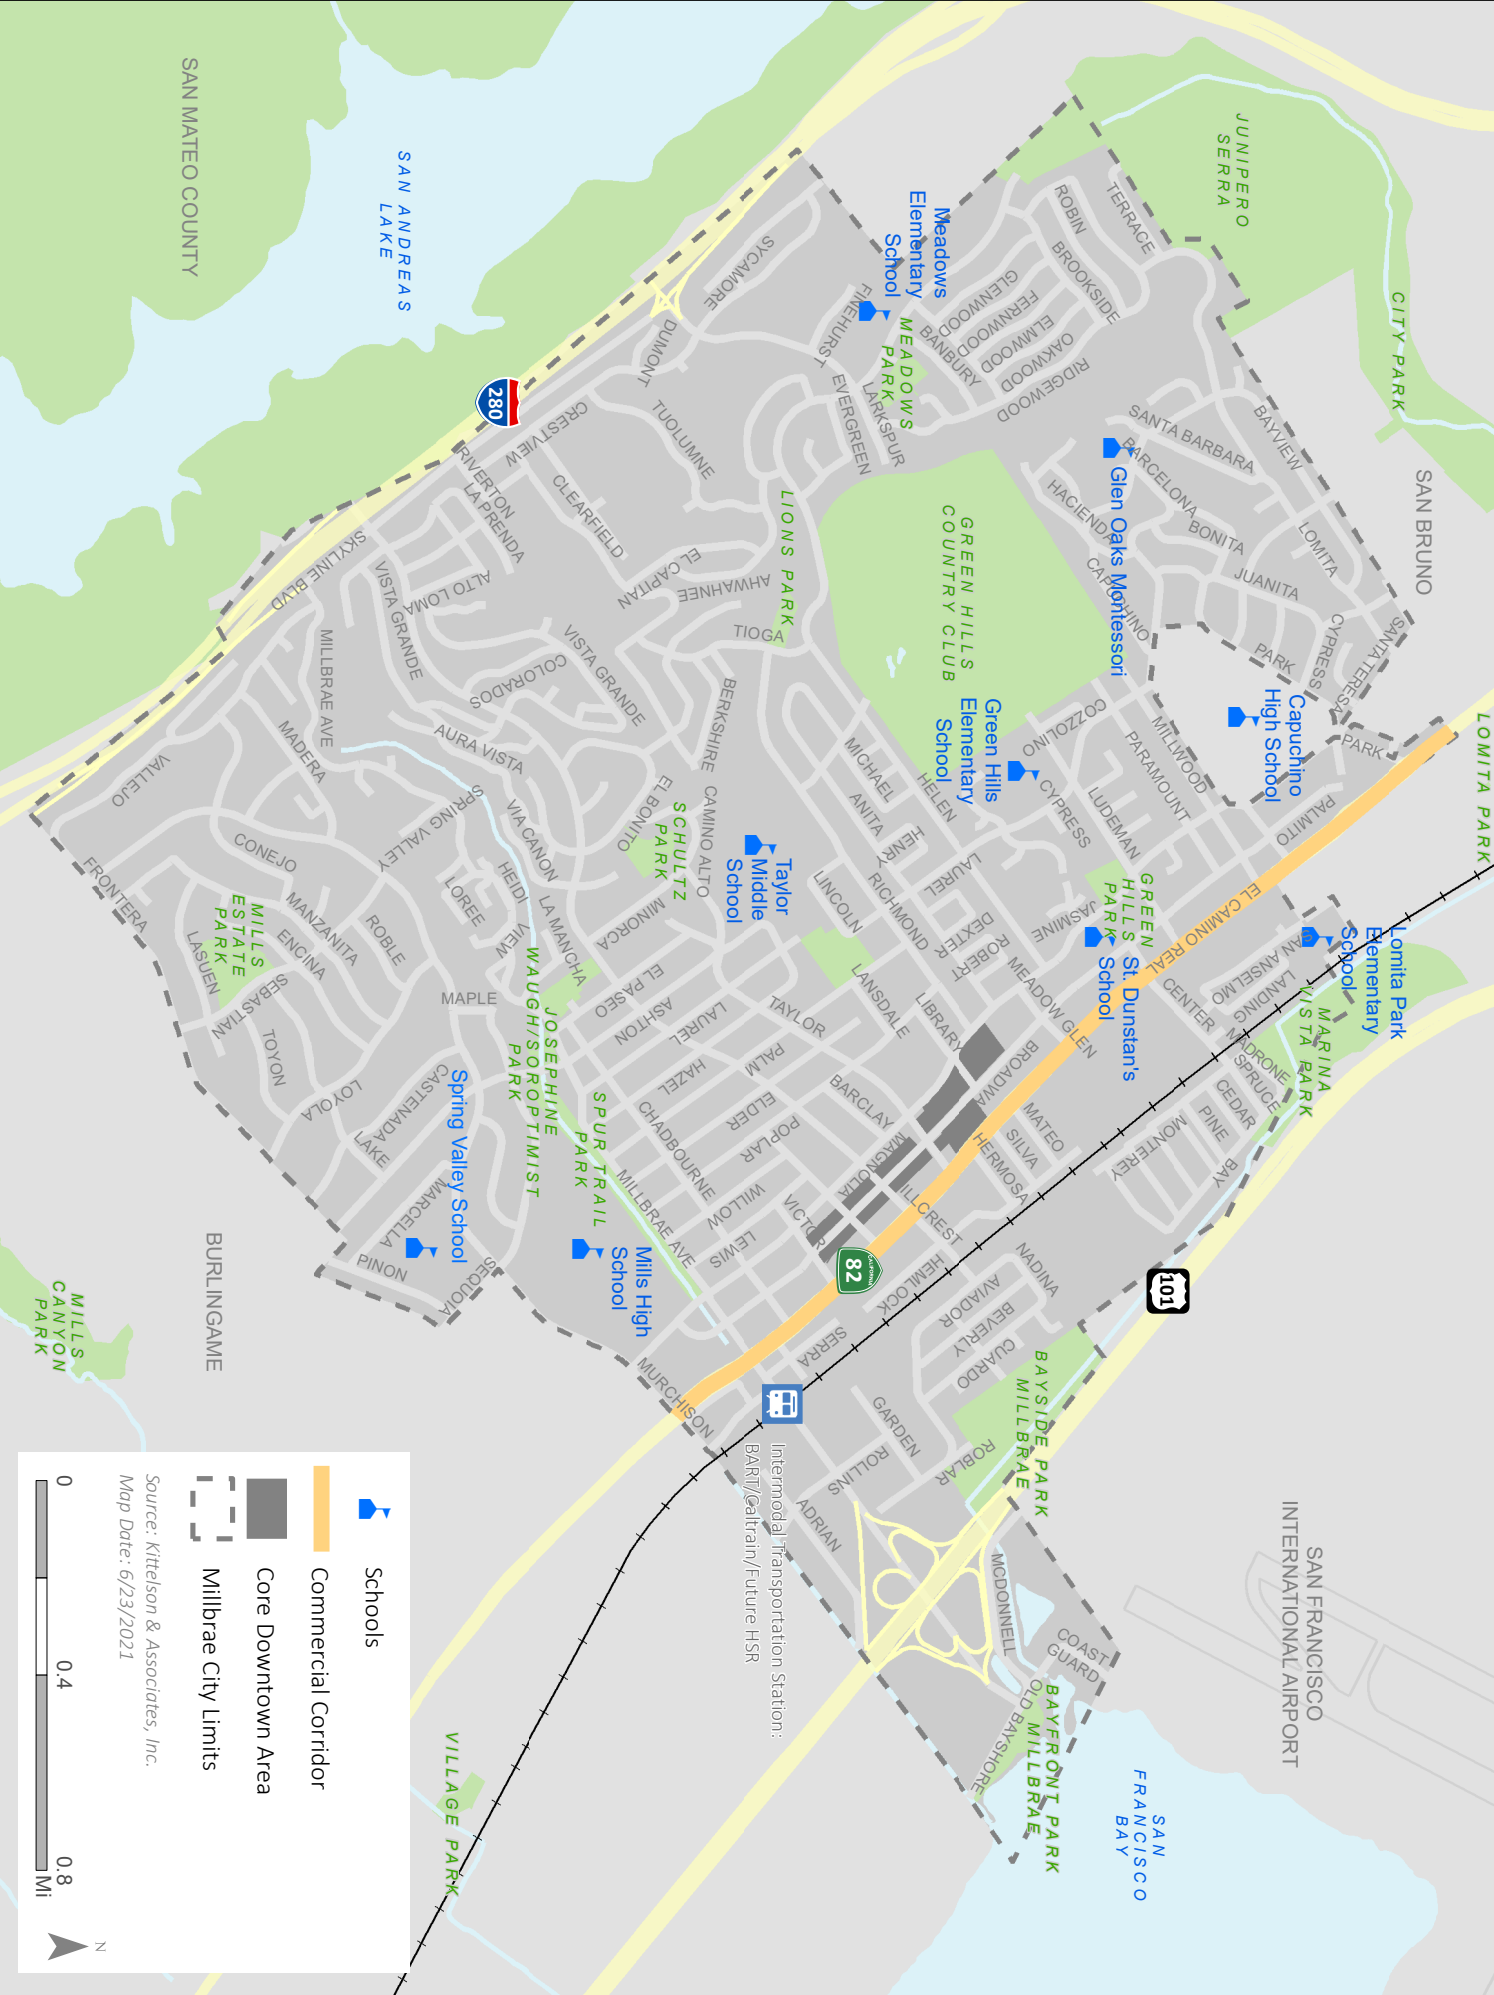 SAN MATEO COUNTY
SAN ANDREAS
LAKE
JUNIPERO
SERRA
CITY PARK
SAN BRUNO
LOMITA PARK
TERRACE
ROBIN
BROOKSIDE
Meadows
Elementary
School
SYCAMORE
GLENWOOD
FERNWOOD
ELMWOOD
OAKWOOD
RIDGEWOOD
BANBURY
FINEHURST
MEADOWS
PARK
LARKSPUR
EVERGREEN
DUMONT
280
CRESTVIEW
TUOLUMNE
RIVERTON
LA PRENDA
CLEARFIELD
EL CAPITAN
AHWAHNEE
LIONS PARK
TIOGA
GREEN HILLS
COUNTRY CLUB
SANTA BARBARA
BAYVIEW
BARCELONA
Glen Oaks Montessori
HACIENDA
BONITA
LOMITA
JUANITA
CAPUCHINO
CYPRESS
SANTA TERESA
PARK
PARK
Capuchino
High School
SKYLINE BLVD
VISTA GRANDE
ALTO LOMA
MILLBRAE AVE
COLORADOS
VISTA GRANDE
BERKSHIRE
AURA VISTA
MADERA
VALLEJO
SPRING VALLEY
VIA CANON
EL BONITO
CAMINO ALTO
SCHULTZ
PARK
Taylor
Middle
School
Green Hills
Elementary
School
COZZOLINO
MILLWOOD
PARAMOUNT
CYPRESS
LUDEMAN
PALMITO
MICHAEL
HELEN
ANITA
HENRY
LAUREL
LINCOLN
RICHMOND
DEXTER
ROBERT
JASMINE
GREEN
HILLS
PARK
St. Dunstan's
School
EL CAMINO REAL
Lomita Park
Elementary
School
SAN ANSELMO
LANDING
CENTER
MARINA
VISTA PARK
MADRONE
SPRUCE
CEDAR
PINE
MONTEREY
BAY
CONEJO
FRONTERA
MANZANITA
ROBLE
ENCINA
LOREE
HEIDI
VIEW
LA MANCHA
MINORCA
MILLS
ESTATE
PARK
LASUEN
SEBASTIAN
TOYON
LOYOLA
LAKE
CASTENADA
MAPLE
JOSEPHINE
WAUGH/SOROPTIMIST
PARK
EL PASEO
ASHTON
LAUREL
TAYLOR
LANSDALE
LIBRARY
MEADOW GLEN
BROADWA
HAZEL
PALM
BARCLAY
ELDER
POPLAR
CHADBOURNE
SPUR TRAIL
PARK
MILLBRAE AVE
WILLOW
LEWIS
VICTOR
MAGNOLIA
ILLCREST
HERMOSA
SILVA
MATEO
Spring Valley School
MARCELLA
PINON
SEQUOIA
Mills High
School
82
CALIFORNIA
HEMLOCK
NADINA
AVIADOR
BEVERLY
CUARDO
SERRA
101
BURLINGAME
MILLS
CANYON
PARK
MURCHISON
GARDEN
ROLLINS
ADRIAN
ROBLAR
BAYSIDE PARK
MILLBRAE
Intermodal Transportation Station:
BART/Caltrain/Future HSR
MCDONNELL
COAST
GUARD
OLD BAYSHORE
BAYFRONT PARK
MILLBRAE
SAN FRANCISCO
INTERNATIONAL AIRPORT
SAN
FRANCISCO
BAY
VILLAGE PARK
Schools
Commercial Corridor
Core Downtown Area
Millbrae City Limits
Source: Kittelson & Associates, Inc.
Map Date: 6/23/2021
0
0.4
0.8
Mi
N